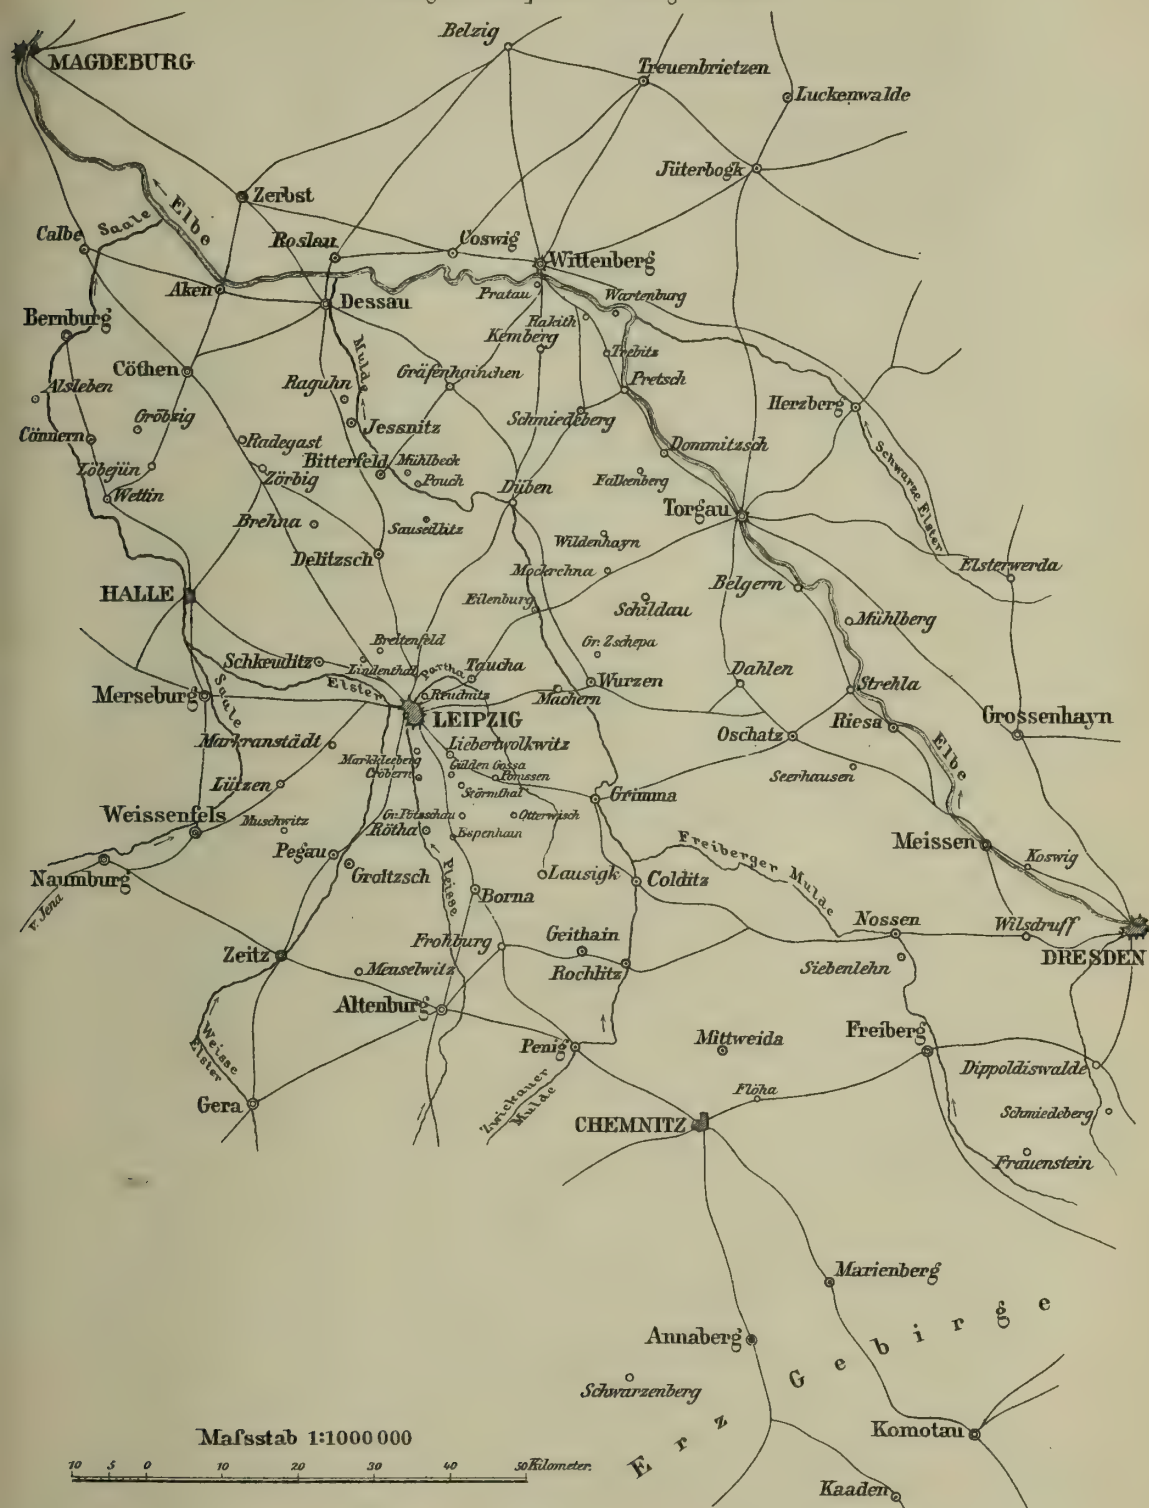 Belzig
MAGDEBURG
Treuenbrietzen
Luckenwalde
Jüterbogk
Zerbst
Elbe
Saale
Calbe
Roslau
Coswig
Wittenberg
Aken
Dessau
Pratau
Wartenburg
Bernburg
Rakith
Kemberg
Mulde
Trebitz
Cöthen
Gräfenhainchen
Alsleben
Raguhn
Pretsch
Gröbzig
Schmiedeberg
Herzberg
Jessnitz
Cönnern
Radegast
Dommitzsch
Löbejün
Bitterfeld
Mühlbeck
Schwarze Elster
Zörbig
Pouch
Falkenberg
Wettin
Düben
Torgau
Brehna
Sausedlitz
Wildenhayn
Delitzsch
Elsterwerda
Mockrehna
Belgern
HALLE
Eilenburg
Schildau
Mühlberg
Breitenfeld
Gr. Zschepa
Schkeuditz
Lindenthal
Partha
Taucha
Dahlen
Elster
Wurzen
Strehla
Merseburg
Reudnitz
Machern
Saale
LEIPZIG
Riesa
Grossenhayn
Oschatz
Markranstädt
Liebertwolkwitz
Elbe
Markkleeberg
Gülden Gossa
Cröbern
Pomssen
Seerhausen
Lützen
Störmthal
Grimma
Weissenfels
Gr. Pötzschau
Otterwisch
Muschwitz
Rötha
Espenhain
Freiberger Mulde
Meissen
Pegau
Koswig
Naumburg
Groitzsch
Lausigk
Colditz
v. Jena
Pleisse
Borna
Nossen
Wilsdruff
Frohburg
Geithain
Zeitz
DRESDEN
Meuselwitz
Rochlitz
Siebenlehn
Altenburg
Weisse Elster
Penig
Mittweida
Freiberg
Dippoldiswalde
Zwickauer Mulde
Flöha
Gera
CHEMNITZ
Schmiedeberg
Frauenstein
Marienberg
Annaberg
Erz Gebirge
Schwarzenberg
Komotau
Maſsstab 1:1000 000
10 5 0 10 20 30 40 50 Kilometer.
Kaaden